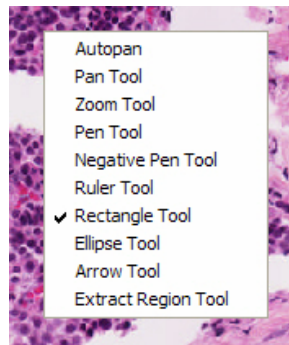 Autopan
Pan Tool
Zoom Tool
Pen Tool
Negative Pen Tool
Ruler Tool
Rectangle Tool
Ellipse Tool
Arrow Tool
Extract Region Tool